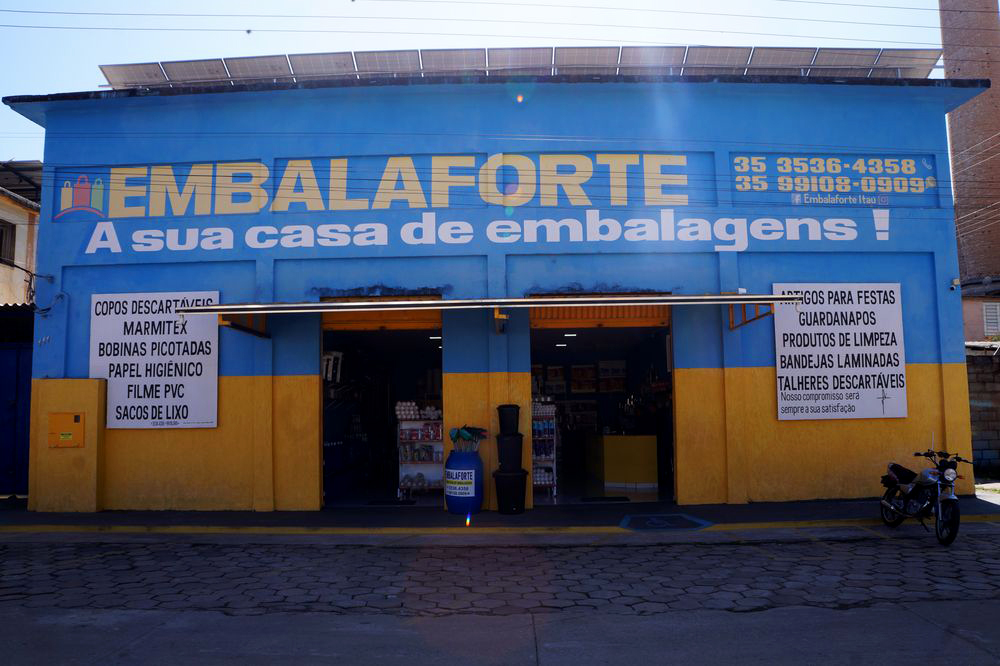 EMBALAFORTE
35 3536-4358
35 99108-0909
Embalaforte Itau
A sua casa de embalagens !
COPOS DESCARTÁVEIS
MARMITEX
BOBINAS PICOTADAS
PAPEL HIGIÊNICO
FILME PVC
SACOS DE LIXO
ARTIGOS PARA FESTAS
GUARDANAPOS
PRODUTOS DE LIMPEZA
BANDEJAS LAMINADAS
TALHERES DESCARTÁVEIS
Nosso compromisso será
sempre a sua satisfação
EMBALAFORTE